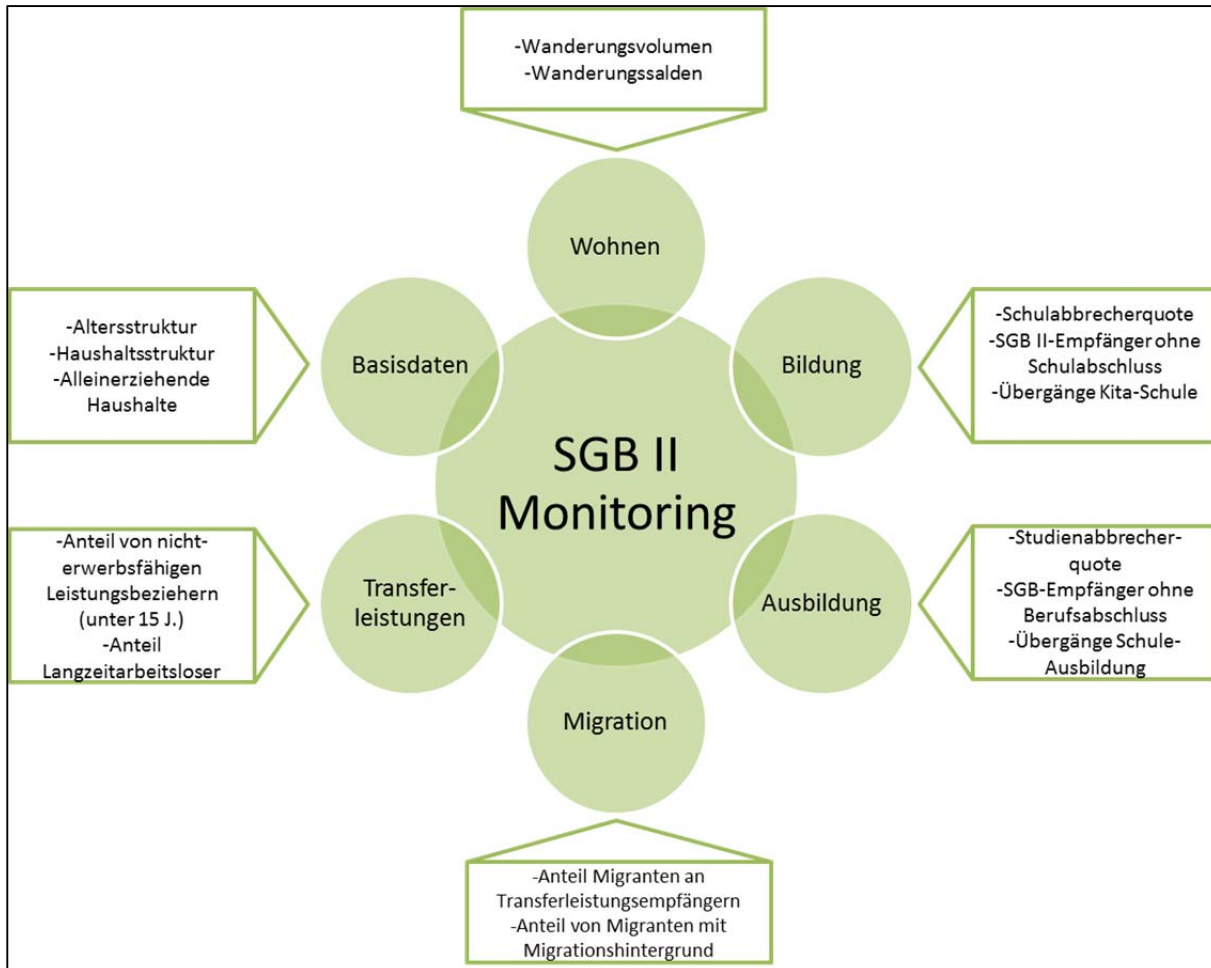 -Wanderungsvolumen
-Wanderungssalden
Wohnen
-Altersstruktur
-Haushaltsstruktur
-Alleinerziehende
Haushalte
Basisdaten
Bildung
-Schulabbrecherquote
-SGB II-Empfänger ohne
Schulabschluss
-Übergänge Kita-Schule
SGB II
Monitoring
-Anteil von nicht-
erwerbsfähigen
Leistungsbeziehern
(unter 15 J.)
-Anteil
Langzeitarbeitsloser
Transfer-
leistungen
Ausbildung
-Studienabbrecher-
quote
-SGB-Empfänger ohne
Berufsabschluss
-Übergänge Schule-
Ausbildung
Migration
-Anteil Migranten an
Transferleistungsempfängern
-Anteil von Migranten mit
Migrationshintergrund